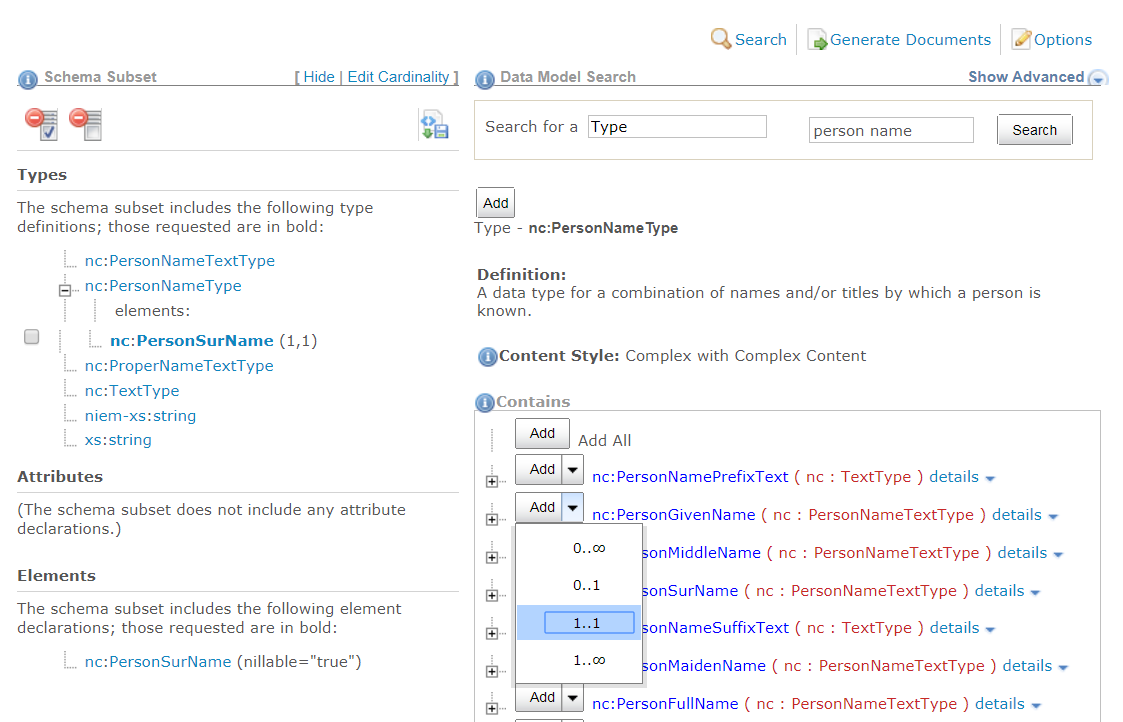 Search Generate Documents Options
Schema Subset [ Hide | Edit Cardinality ]
Types
The schema subset includes the following type
definitions; those requested are in bold:
nc:PersonNameTextType
nc:PersonNameType
elements:
nc:PersonSurName (1,1)
nc:ProperNameTextType
nc:TextType
niem-xs:string
xs:string
Attributes
(The schema subset does not include any attribute
declarations.)
Elements
The schema subset includes the following element
declarations; those requested are in bold:
nc:PersonSurName (nillable="true")
Data Model Search Show Advanced
Search for a Type person name Search
Add
Type - nc:PersonNameType
Definition:
A data type for a combination of names and/or titles by which a person is
known.
Content Style: Complex with Complex Content
Contains
Add Add All
Add nc:PersonNamePrefixText ( nc : TextType ) details
Add nc:PersonGivenName ( nc : PersonNameTextType ) details
0..∞
sonMiddleName ( nc : PersonNameTextType ) details
0..1
sonSurName ( nc : PersonNameTextType ) details
1..1
sonNameSuffixText ( nc : TextType ) details
1..∞
sonMaidenName ( nc : PersonNameTextType ) details
Add nc:PersonFullName ( nc : PersonNameTextType ) details